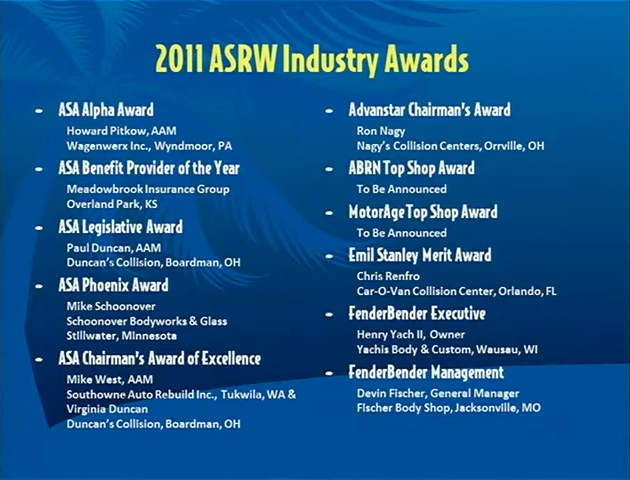 2011 ASRW Industry Awards
- ASA Alpha Award
Howard Pitkow, AAM
Wagenwerx Inc., Wyndmoor, PA
- ASA Benefit Provider of the Year
Meadowbrook Insurance Group
Overland Park, KS
- ASA Legislative Award
Paul Duncan, AAM
Duncan's Collision, Boardman, OH
- ASA Phoenix Award
Mike Schoonover
Schoonover Bodyworks & Glass
Stillwater, Minnesota
- ASA Chairman's Award of Excellence
Mike West, AAM
Southowne Auto Rebuild Inc., Tukwila, WA &
Virginia Duncan
Duncan's Collision, Boardman, OH
- Advanstar Chairman's Award
Ron Nagy
Nagy's Collision Centers, Orrville, OH
- ABRN Top Shop Award
To Be Announced
- MotorAge Top Shop Award
To Be Announced
- Emil Stanley Merit Award
Chris Renfro
Car-O-Van Collision Center, Orlando, FL
- FenderBender Executive
Henry Yach II, Owner
Yachis Body & Custom, Wausau, WI
- FenderBender Management
Devin Fischer, General Manager
Fischer Body Shop, Jacksonville, MO